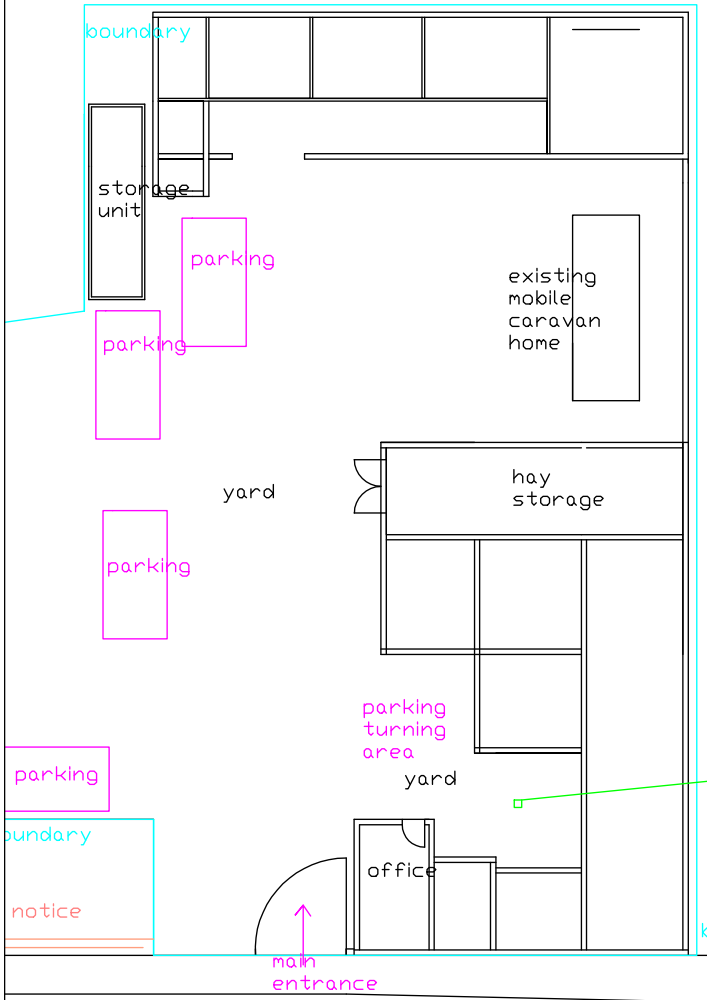 boundary
storage
unit
parking
existing
mobile
caravan
home
parking
hay
storage
yard
parking
parking
turning
area
parking
yard
oundary
office
notice
k
main
entrance